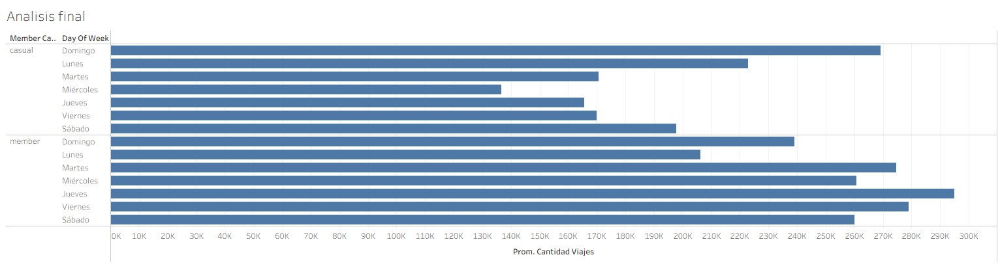 Analisis final
Member Ca.. Day Of Week
casual Domingo
Lunes
Martes
Miércoles
Jueves
Viernes
Sábado
member Domingo
Lunes
Martes
Miércoles
Jueves
Viernes
Sábado
0K 10K 20K 30K 40K 50K 60K 70K 80K 90K 100K 110K 120K 130K 140K 150K 160K 170K 180K 190K 200K 210K 220K 230K 240K 250K 260K 270K 280K 290K 300K
Prom. Cantidad Viajes